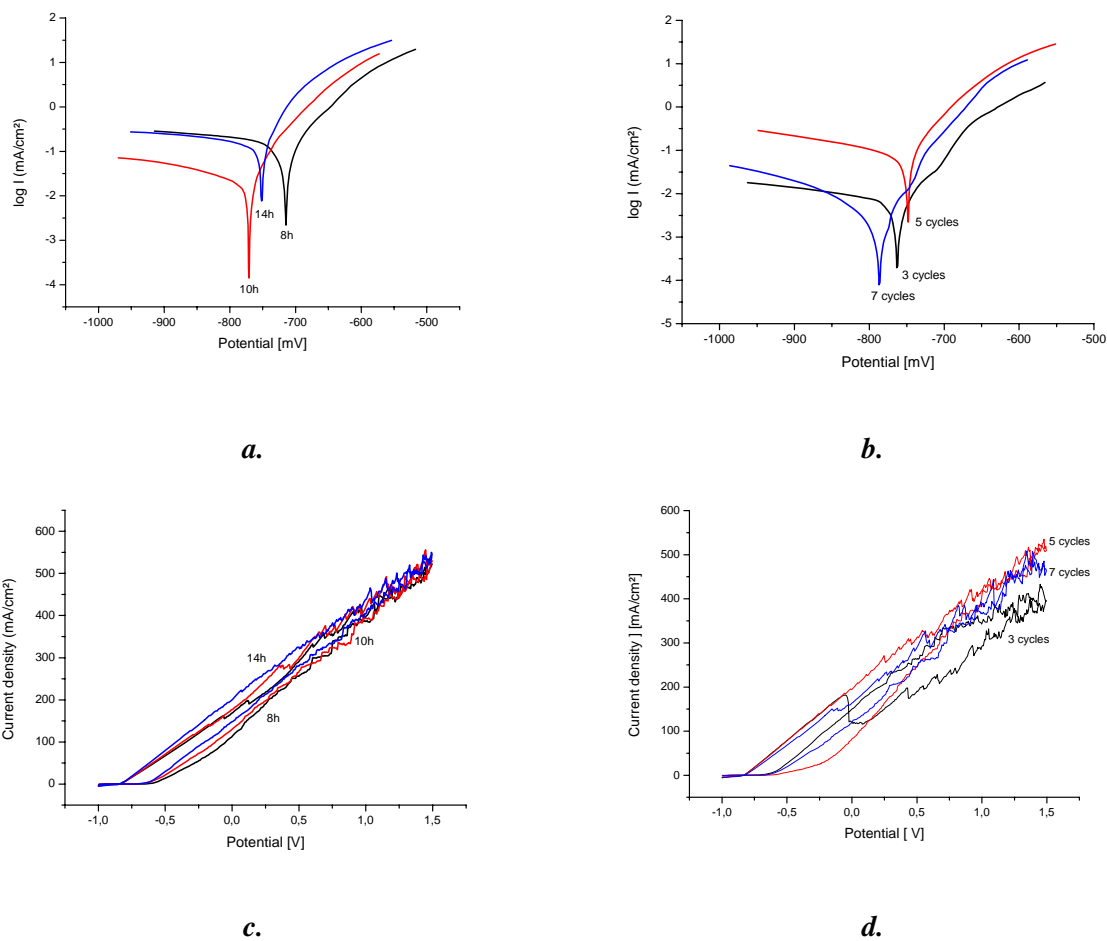 2
1
0
-1
-2
-3
-4
log I (mA/cm²)
14h
8h
10h
-1000
-900
-800
-700
-600
-500
Potential [mV]
a.
2
1
0
-1
-2
-3
-4
-5
log I (mA/cm²)
5 cycles
3 cycles
7 cycles
-1000
-900
-800
-700
-600
-500
Potential [mV]
b.
600
500
400
300
200
100
0
Current density (mA/cm²)
14h
10h
8h
-1,0
-0,5
0,0
0,5
1,0
1,5
Potential [V]
c.
600
500
400
300
200
100
0
Current density ] [mA/cm²]
5 cycles
7 cycles
3 cycles
-1,0
-0,5
0,0
0,5
1,0
1,5
Potential [ V]
d.